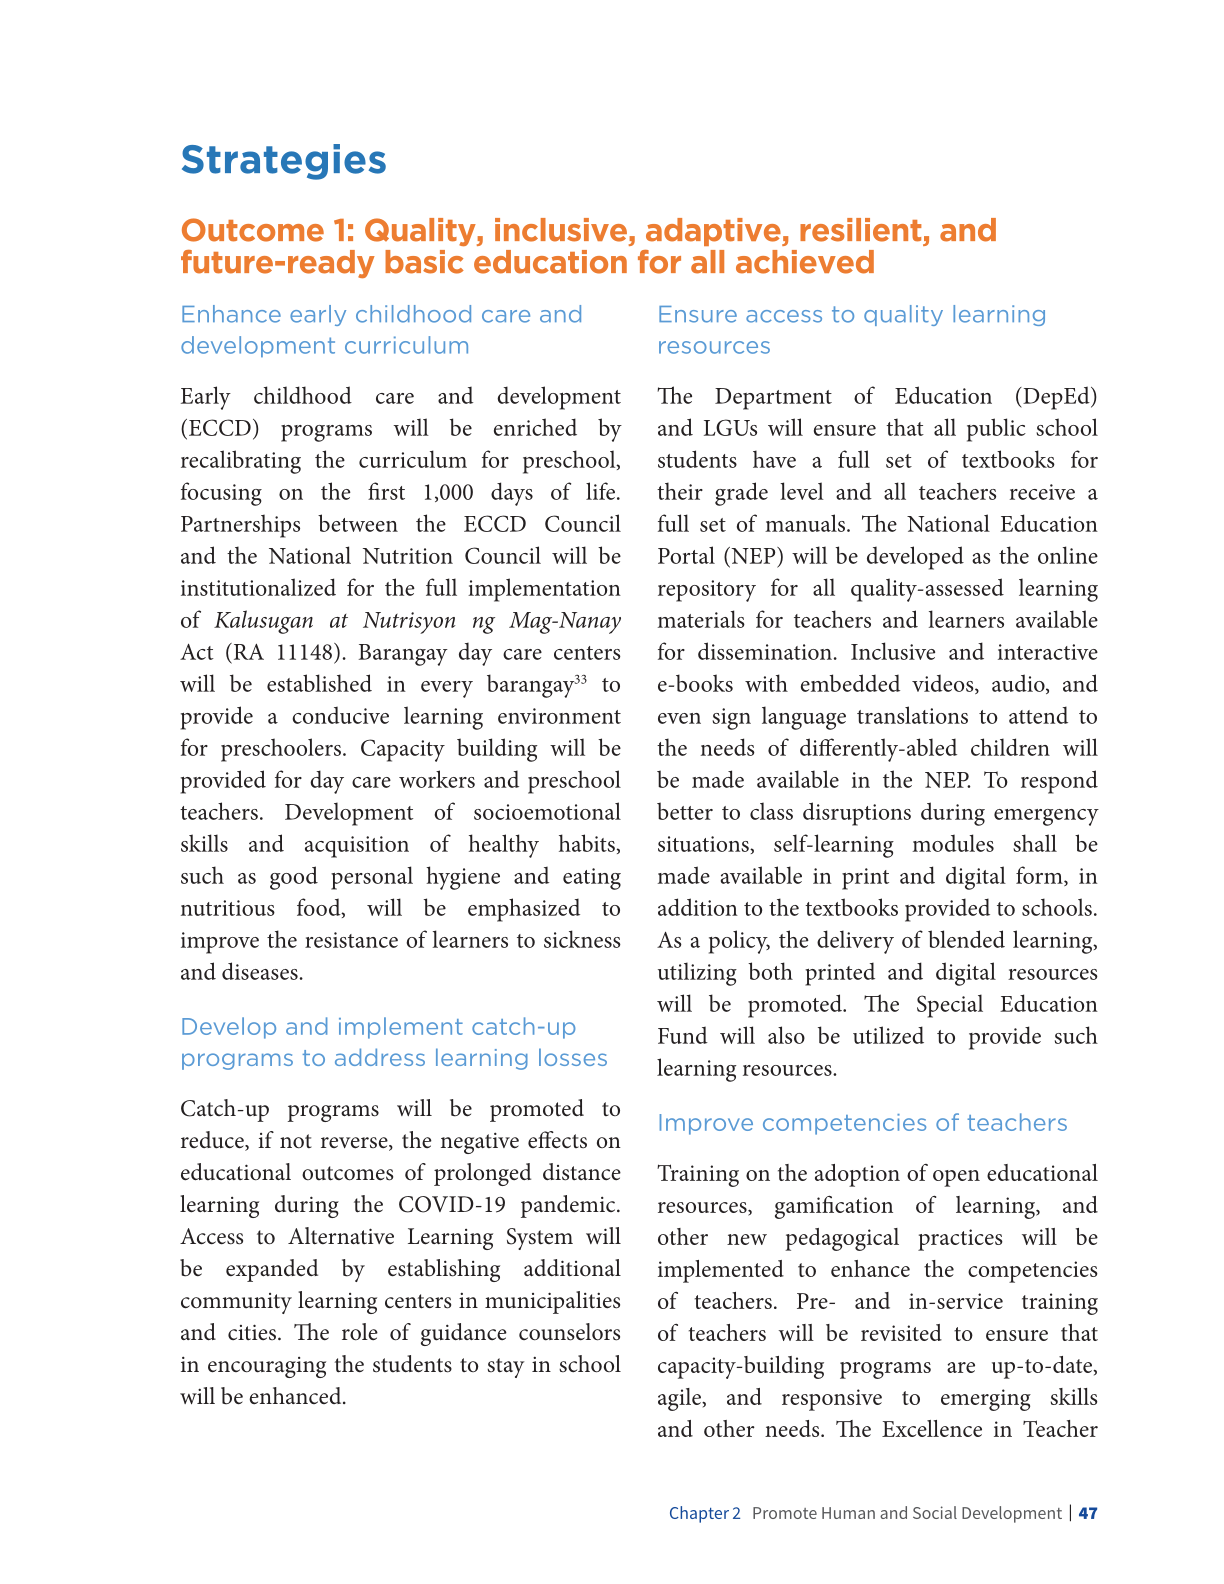 Strategies
Outcome 1: Quality, inclusive, adaptive, resilient, and
future-ready basic education for all achieved
Enhance early childhood care and
development curriculum
Early childhood care and development
(ECCD) programs will be enriched by
recalibrating the curriculum for preschool,
focusing on the first 1,000 days of life.
Partnerships between the ECCD Council
and the National Nutrition Council will be
institutionalized for the full implementation
of Kalusugan at Nutrisyon ng Mag-Nanay
Act (RA 11148). Barangay day care centers
will be established in every barangay33 to
provide a conducive learning environment
for preschoolers. Capacity building will be
provided for day care workers and preschool
teachers. Development of socioemotional
skills and acquisition of healthy habits,
such as good personal hygiene and eating
nutritious food, will be emphasized to
improve the resistance of learners to sickness
and diseases.
Develop and implement catch-up
programs to address learning losses
Catch-up programs will be promoted to
reduce, if not reverse, the negative effects on
educational outcomes of prolonged distance
learning during the COVID-19 pandemic.
Access to Alternative Learning System will
be expanded by establishing additional
community learning centers in municipalities
and cities. The role of guidance counselors
in encouraging the students to stay in school
will be enhanced.
Ensure access to quality learning
resources
The Department of Education (DepEd)
and LGUs will ensure that all public school
students have a full set of textbooks for
their grade level and all teachers receive a
full set of manuals. The National Education
Portal (NEP) will be developed as the online
repository for all quality-assessed learning
materials for teachers and learners available
for dissemination. Inclusive and interactive
e-books with embedded videos, audio, and
even sign language translations to attend to
the needs of differently-abled children will
be made available in the NEP. To respond
better to class disruptions during emergency
situations, self-learning modules shall be
made available in print and digital form, in
addition to the textbooks provided to schools.
As a policy, the delivery of blended learning,
utilizing both printed and digital resources
will be promoted. The Special Education
Fund will also be utilized to provide such
learning resources.
Improve competencies of teachers
Training on the adoption of open educational
resources, gamification of learning, and
other new pedagogical practices will be
implemented to enhance the competencies
of teachers. Pre- and in-service training
of teachers will be revisited to ensure that
capacity-building programs are up-to-date,
agile, and responsive to emerging skills
and other needs. The Excellence in Teacher
Chapter 2 Promote Human and Social Development | 47